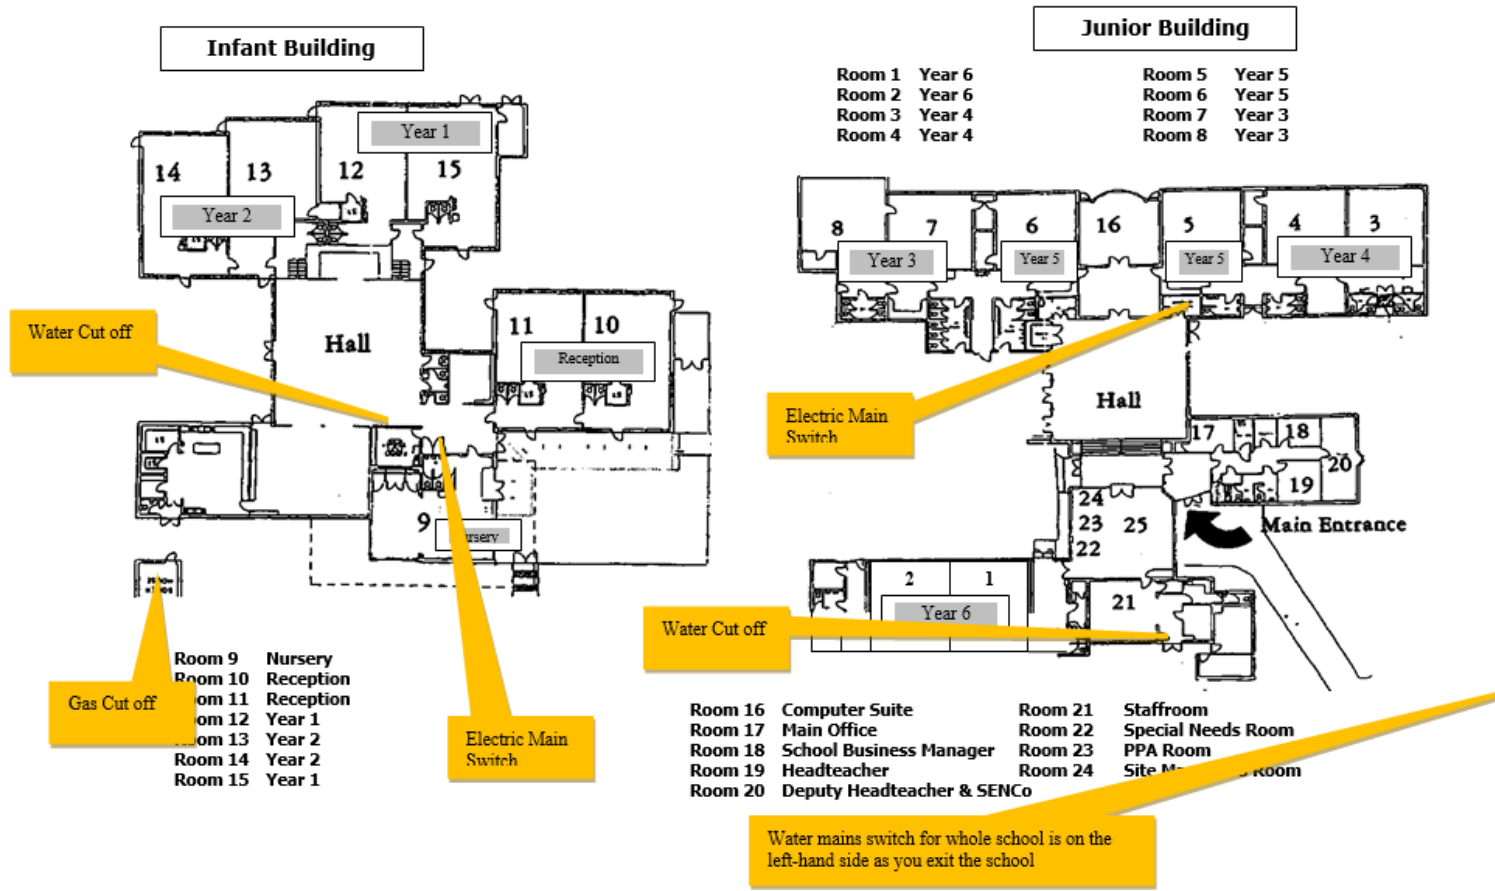 Infant Building
Junior Building
Room 1 Year 6
Room 2 Year 6
Room 3 Year 4
Room 4 Year 4
Room 5 Year 5
Room 6 Year 5
Room 7 Year 3
Room 8 Year 3
Year 1
14
13
12
15
Year 2
8
7
6
16
5
4
3
Year 3
Year 5
Year 5
Year 4
Water Cut off
Hall
11
10
Reception
Electric Main
Switch
Hall
17
18
20
19
9
24
23
25
22
Main Entrance
2
1
21
Year 6
Water Cut off
Gas Cut off
Room 9 Nursery
Room 10 Reception
Reception
Year 1
Year 2
Room 14 Year 2
Room 15 Year 1
Electric Main
Switch
Room 16 Computer Suite
Room 17 Main Office
Room 18 School Business Manager
Room 19 Headteacher
Room 20 Deputy Headteacher & SENCo
Room 21 Staffroom
Room 22 Special Needs Room
Room 23 PPA Room
Room 24 Site Room
Water mains switch for whole school is on the
left-hand side as you exit the school